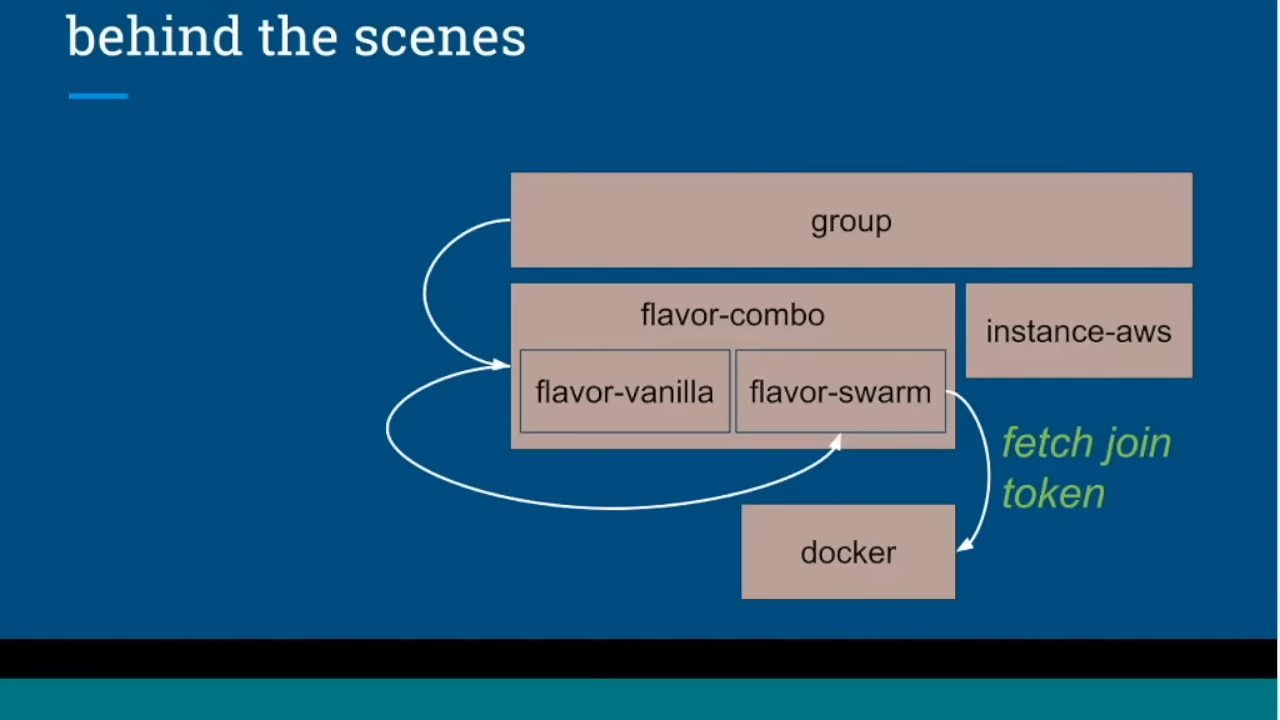 behind the scenes
group
flavor-combo
instance-aws
flavor-vanilla
flavor-swarm
fetch join
token
docker